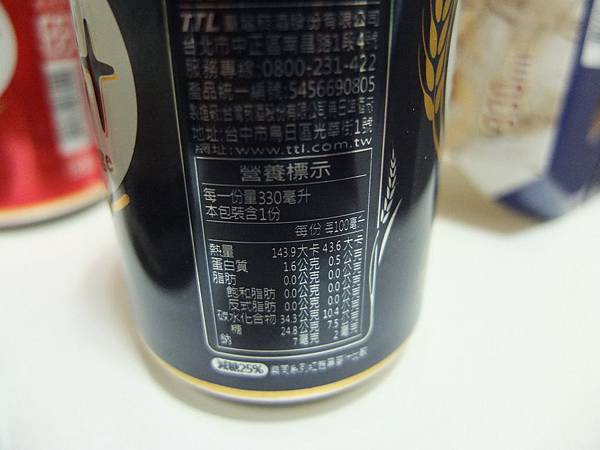 TTL 臺灣菸酒股份有限公司
台北市中正區南昌路1段4號
服務專線:0800-231-422
產品統一編號:5456690805
地址:台中市烏日區光華街1號
網址:www.ttl.com.tw
營養標示
每一份量330毫升
本包裝含1份
每份 每100毫升
熱量 143.9大卡 43.6大卡
蛋白質 1.6公克 0.5公克
脂肪 0.0公克 0.0公克
飽和脂肪 0.0公克 0.0公克
反式脂肪 0.0公克 0.0公克
碳水化合物 34.3公克 10.4公克
糖 24.8公克 7.5公克
鈉 7毫克 2毫克
減糖25%